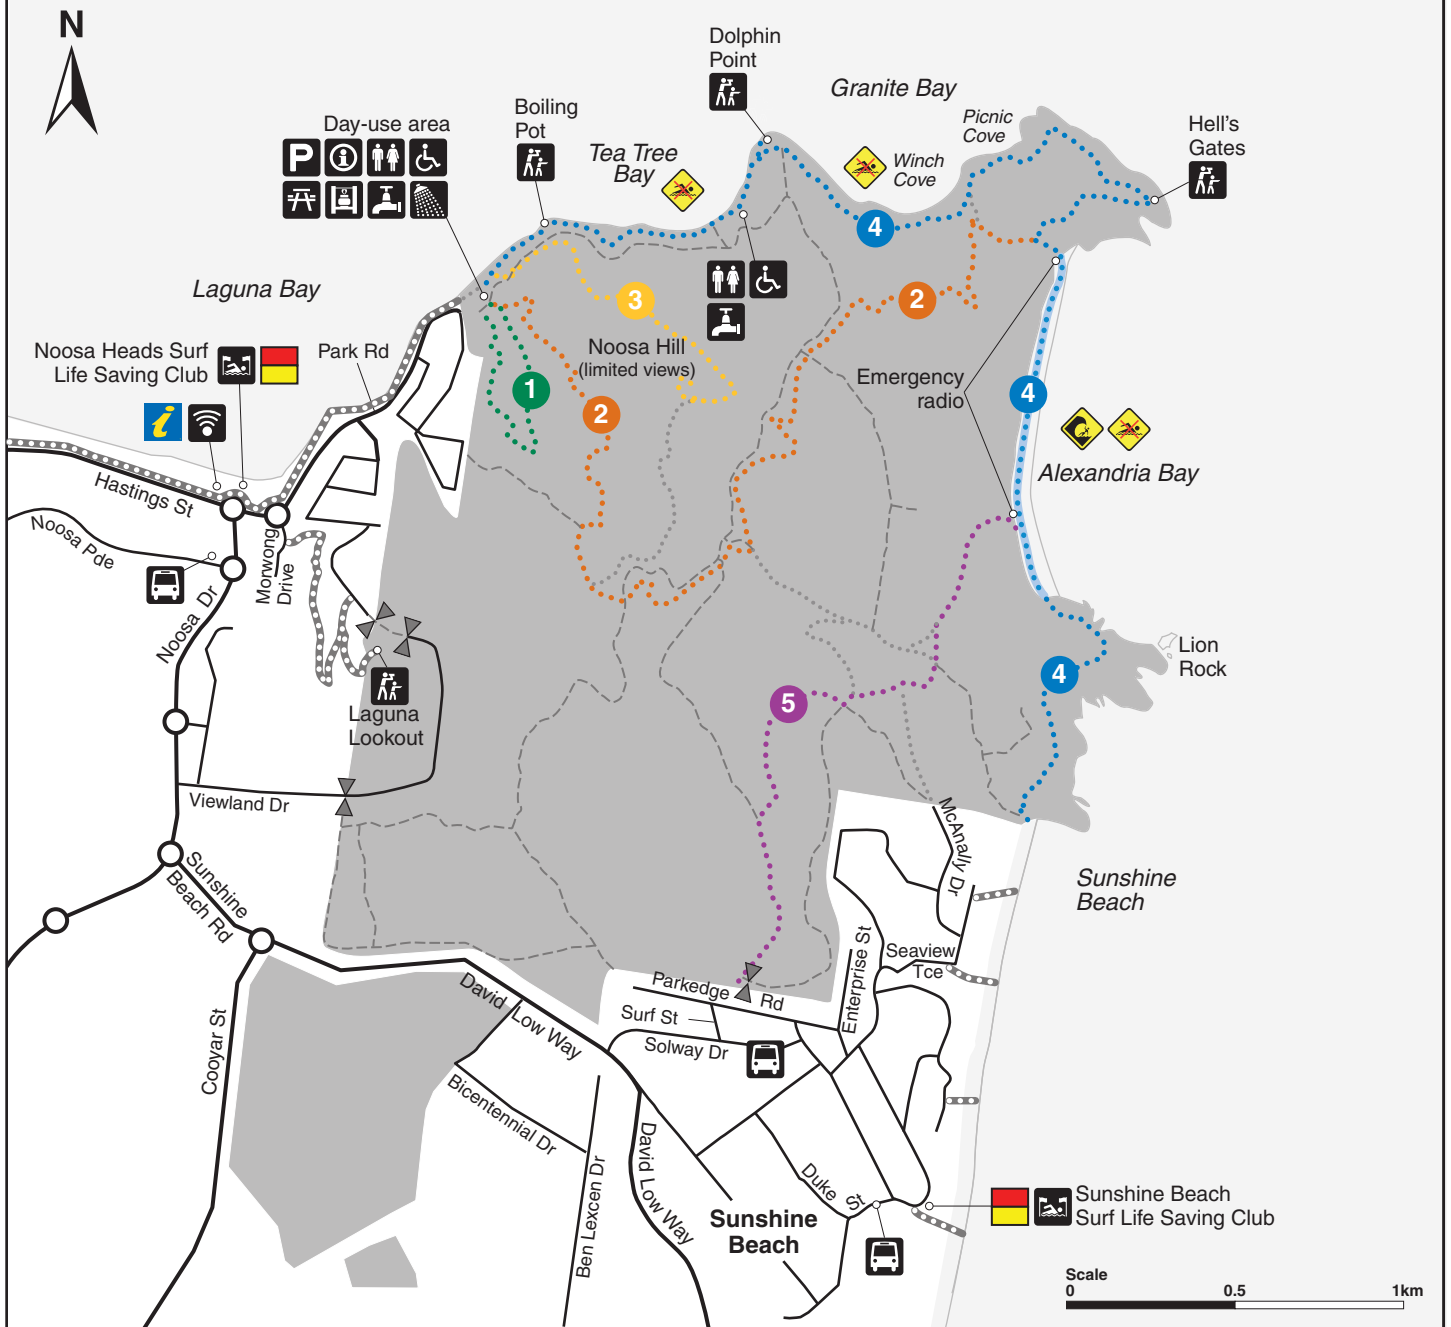 N
Dolphin
Point
Granite Bay
Picnic
Cove
Hell's
Gates
Boiling
Pot
Day-use area
P
i
Tea Tree
Bay
Winch
Cove
4
Laguna Bay
3
2
Noosa Hill
(limited views)
Noosa Heads Surf
Life Saving Club
Park Rd
1
2
Emergency
radio
4
i
Alexandria Bay
Hastings St
Noosa Pde
Morwong
Drive
Noosa Dr
Lion
Rock
4
5
Laguna
Lookout
Viewland Dr
McAnally Dr
Sunshine
Beach Rd
Sunshine
Beach
Seaview
Tce
Enterprise St
Parkedge Rd
David Low Way
Surf St
Solway Dr
Cooyar St
Bicentennial Dr
David Low Way
Ben Lexcen Dr
Duke St
Sunshine
Beach
Sunshine Beach
Surf Life Saving Club
Scale
0 0.5 1km